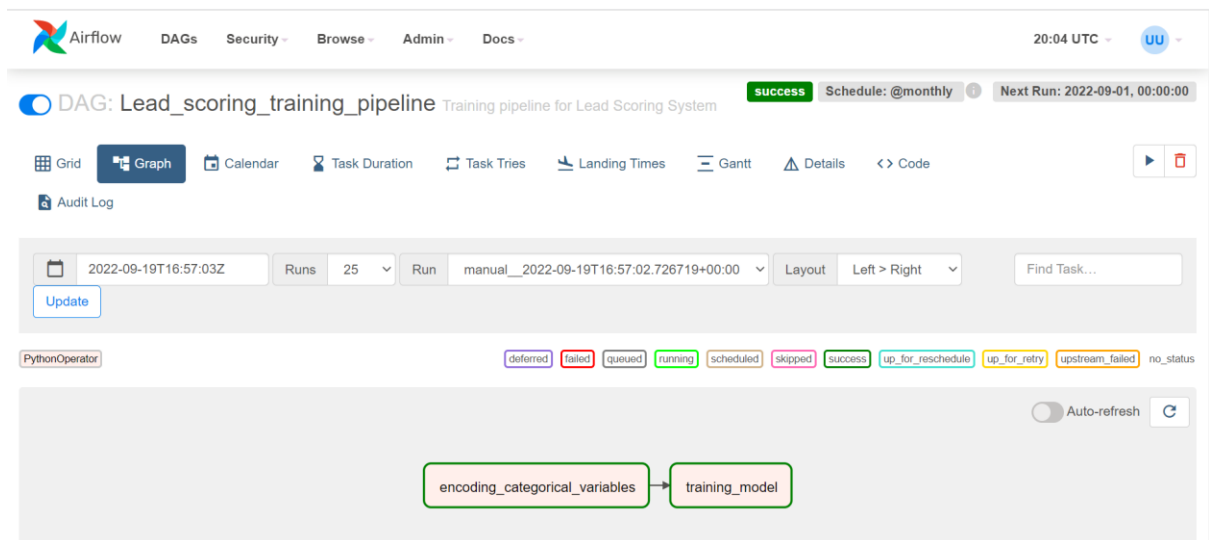 Airflow DAGs Security Browse Admin Docs 20:04 UTC UU
DAG: Lead_scoring_training_pipeline Training pipeline for Lead Scoring System success Schedule: @monthly i Next Run: 2022-09-01, 00:00:00
Grid Graph Calendar Task Duration Task Tries Landing Times Gantt Details <> Code
Audit Log
2022-09-19T16:57:03Z Runs 25 Run manual__2022-09-19T16:57:02.726719+00:00 Layout Left > Right Find Task...
Update
PythonOperator deferred failed queued running scheduled skipped success up_for_reschedule up_for_retry upstream_failed no_status
Auto-refresh
encoding_categorical_variables training_model